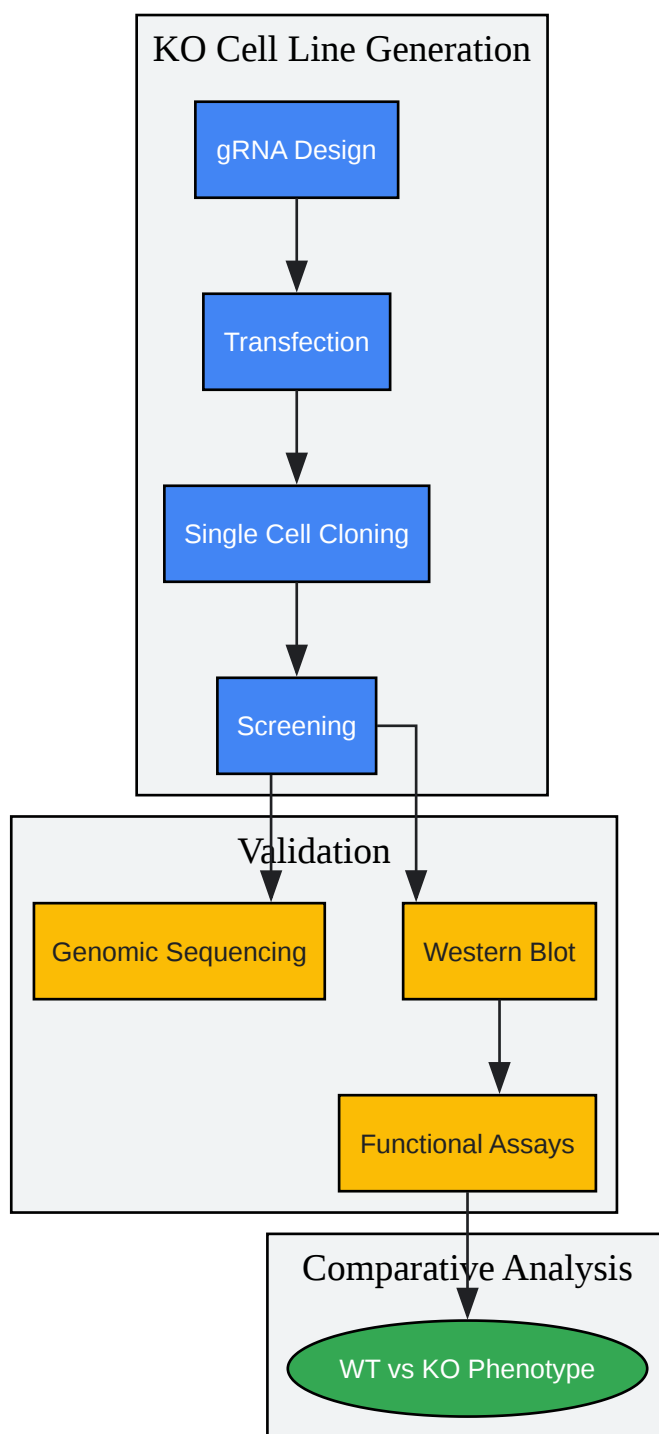 KO Cell Line Generation
gRNA Design
Transfection
Single Cell Cloning
Screening
Validation
Genomic Sequencing
Western Blot
Functional Assays
Comparative Analysis
WT vs KO Phenotype